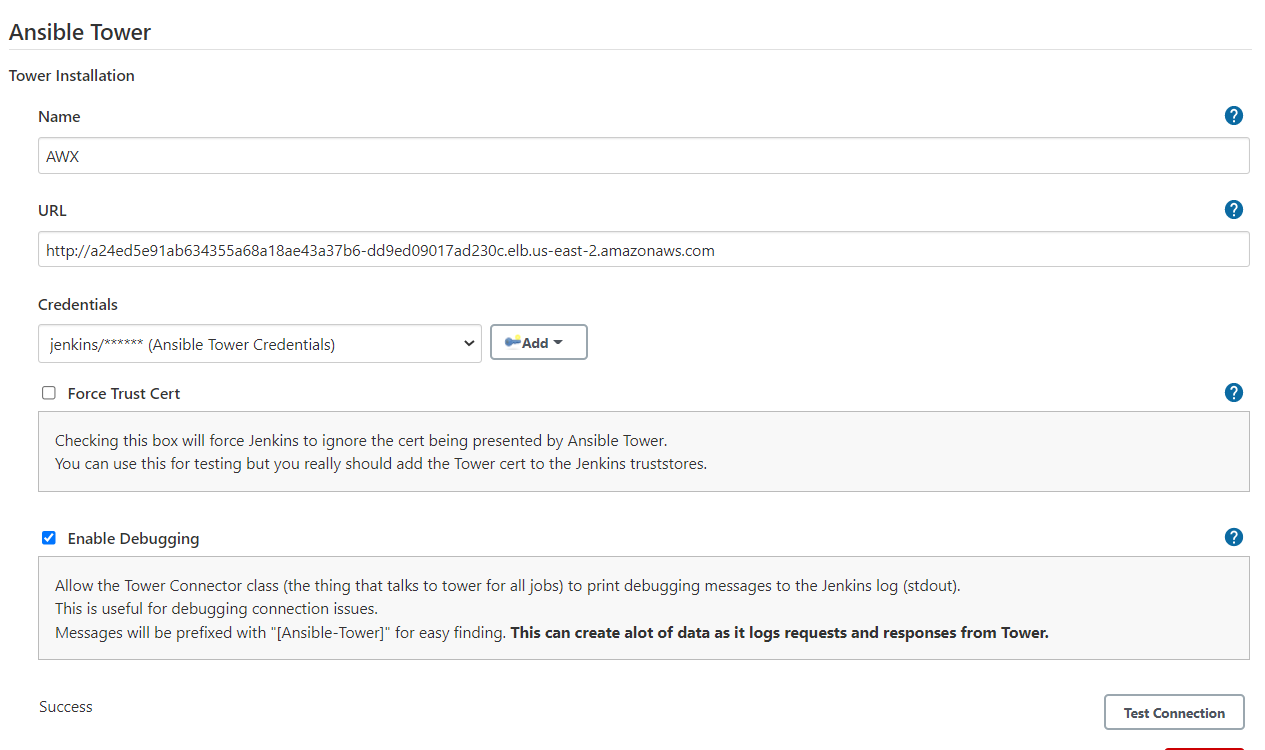 Ansible Tower
Tower Installation
Name
?
AWX
URL
?
http://a24ed5e91ab634355a68a18ae43a37b6-dd9ed09017ad230c.elb.us-east-2.amazonaws.com
Credentials
jenkins/****** (Ansible Tower Credentials)
Add
Force Trust Cert
?
Checking this box will force Jenkins to ignore the cert being presented by Ansible Tower.
You can use this for testing but you really should add the Tower cert to the Jenkins truststores.
Enable Debugging
?
Allow the Tower Connector class (the thing that talks to tower for all jobs) to print debugging messages to the Jenkins log (stdout).
This is useful for debugging connection issues.
Messages will be prefixed with "[Ansible-Tower]" for easy finding. This can create alot of data as it logs requests and responses from Tower.
Success
Test Connection